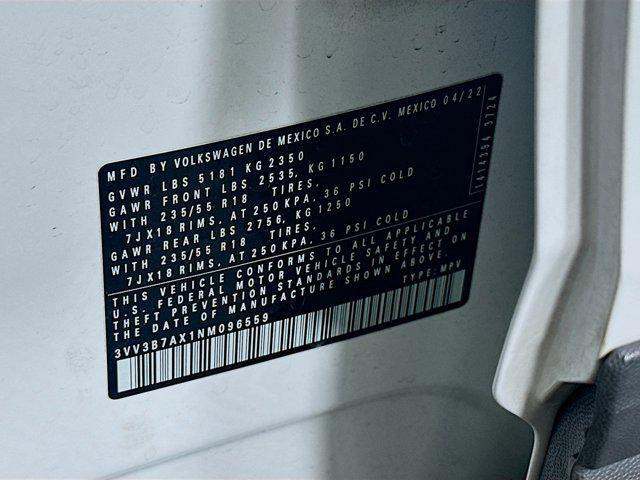 MFD BY VOLKSWAGEN DE MEXICO S.A. DE C.V. MEXICO 04/22
GVWR LBS 5181 KG 2350
GAWR FRONT LBS 2535, KG 1150
WITH 235/55 R18 TIRES,
7JX18 RIMS, AT 250 KPA, 36 PSI COLD
GAWR REAR LBS 2756, KG 1250
WITH 235/55 R18 TIRES,
7JX18 RIMS, AT 250 KPA, 36 PSI COLD
THIS VEHICLE CONFORMS TO ALL APPLICABLE
U.S. FEDERAL MOTOR VEHICLE SAFETY AND
THEFT PREVENTION STANDARDS IN EFFECT ON
THE DATE OF MANUFACTURE SHOWN ABOVE.
TYPE: MPV
3VV3B7AX1NM096559